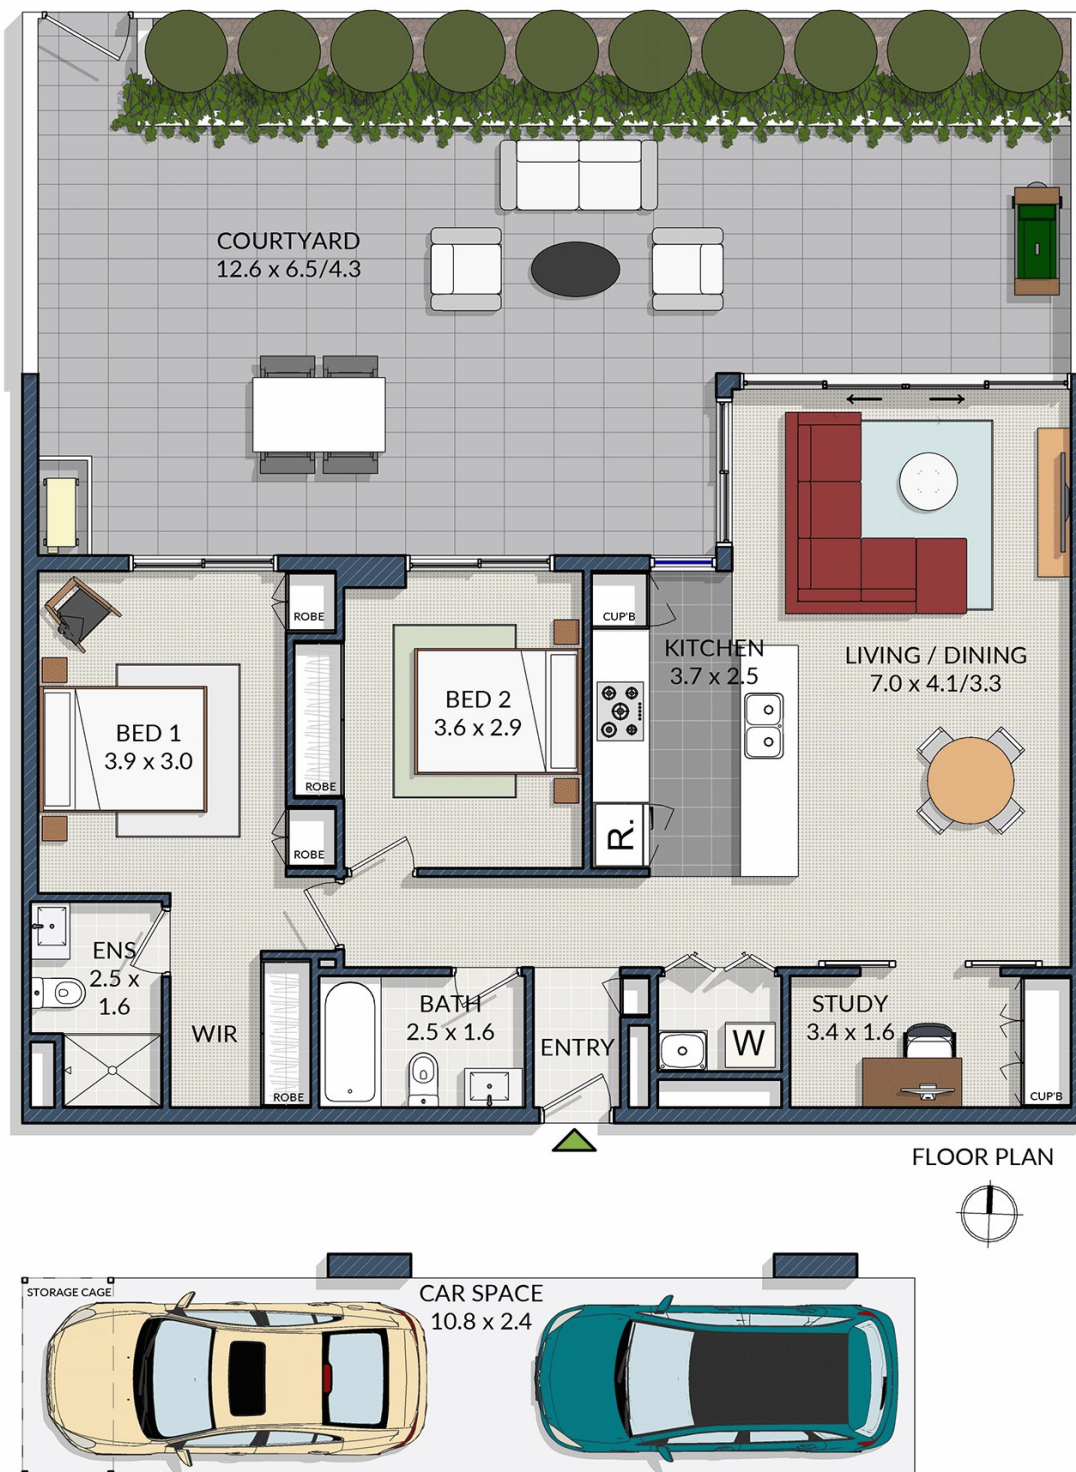 COURTYARD
12.6 x 6.5/4.3
ROBE
CUP'B
KITCHEN
3.7 x 2.5
LIVING / DINING
7.0 x 4.1/3.3
BED 2
3.6 x 2.9
BED 1
3.9 x 3.0
ROBE
R.
ROBE
ENS
2.5 x
1.6
WIR
ROBE
BATH
2.5 x 1.6
ENTRY
W
STUDY
3.4 x 1.6
CUP'B
FLOOR PLAN
STORAGE CAGE
CAR SPACE
10.8 x 2.4